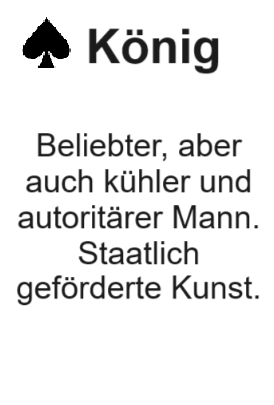 ♠ König
Beliebter, aber
auch kühler und
autoritärer Mann.
Staatlich
geförderte Kunst.